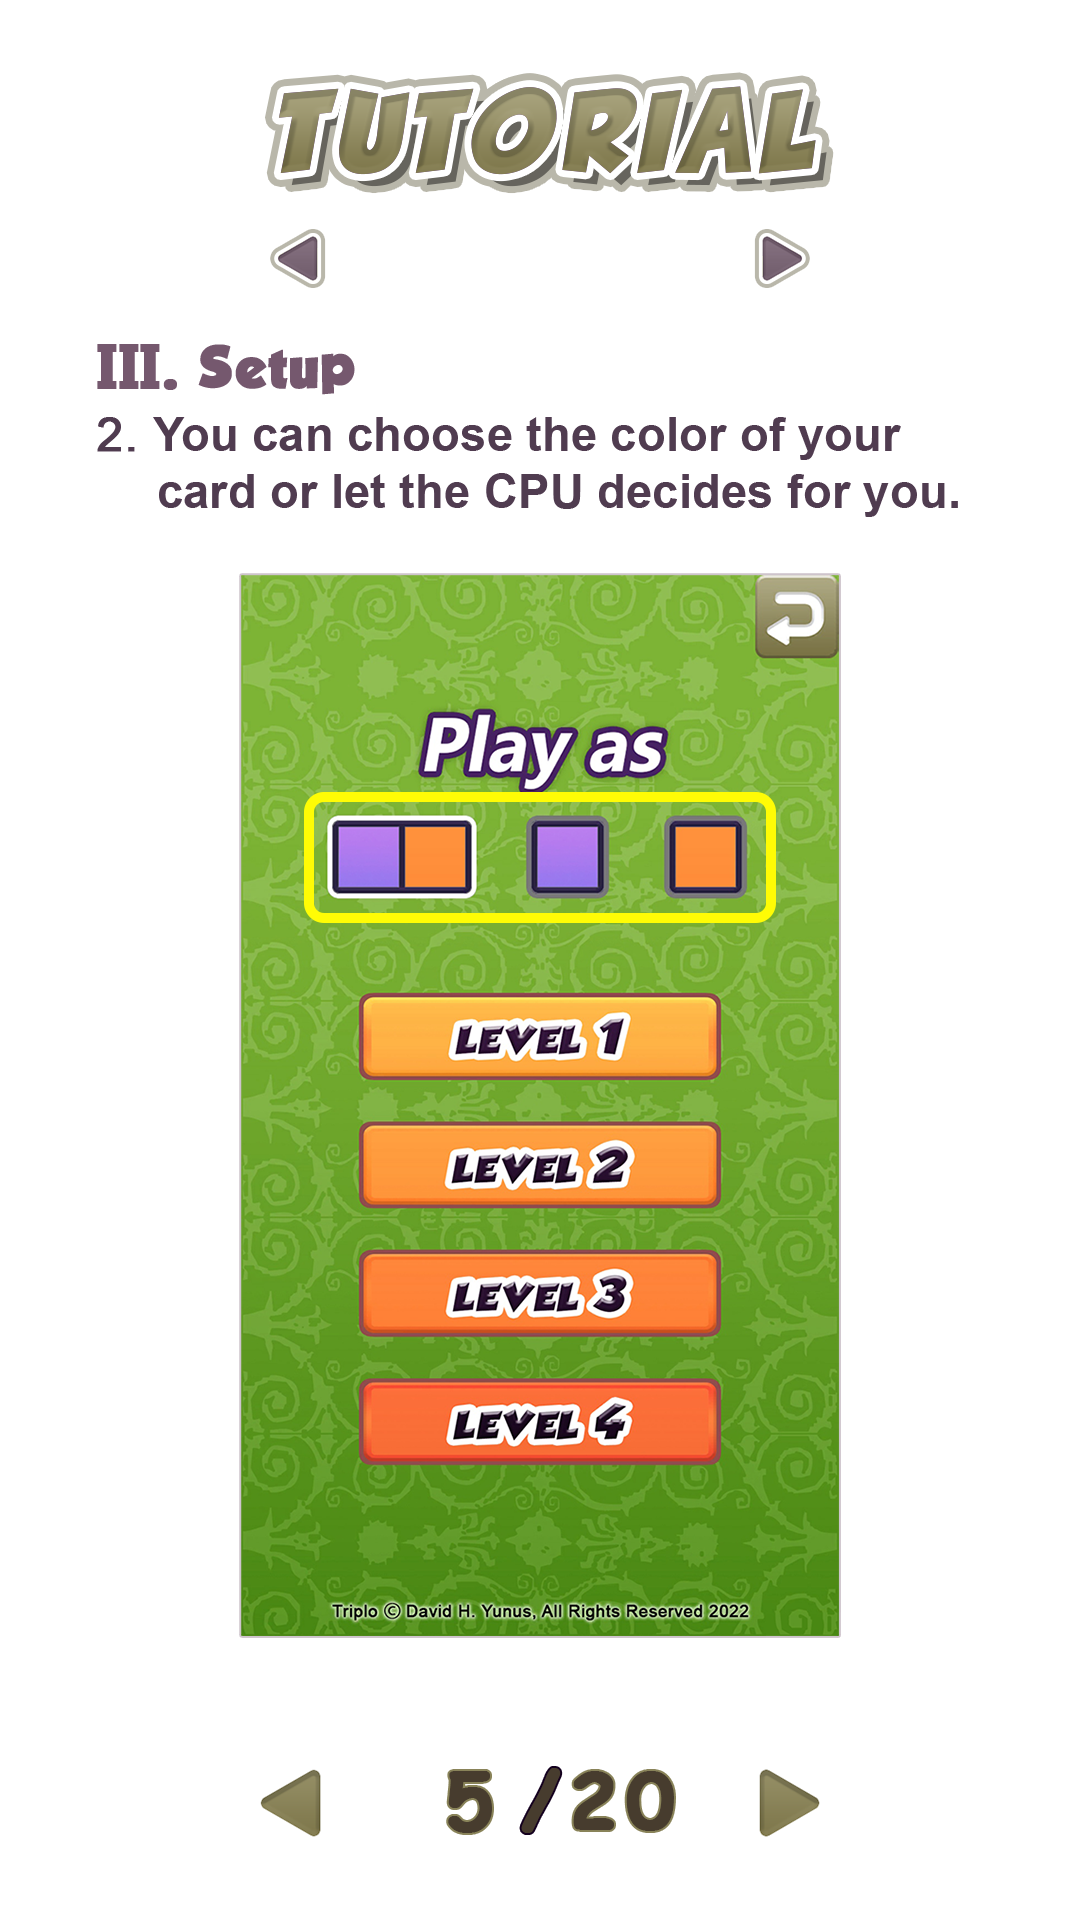 TUTORIAL
III. Setup
2. You can choose the color of your
card or let the CPU decides for you.
Play as
LEVEL 1
LEVEL 2
LEVEL 3
LEVEL 4
Triplo © David H. Yunus, All Rights Reserved 2022
5 /20